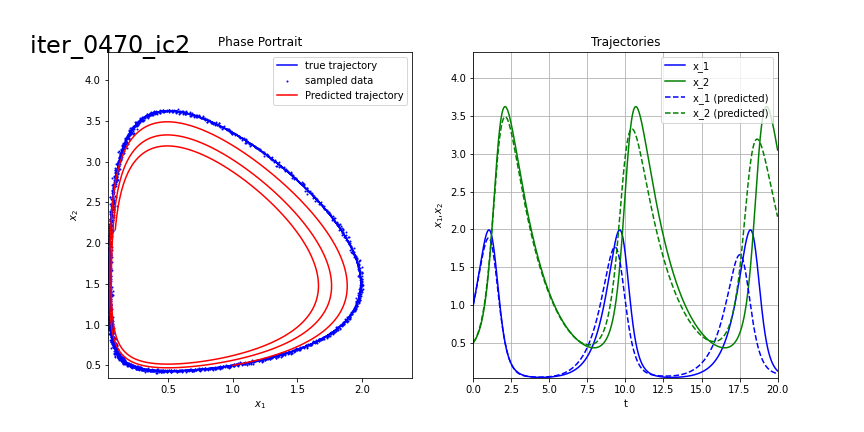 iter_0470_ic2
Phase Portrait
true trajectory
sampled data
Predicted trajectory
4.0
3.5
3.0
2.5
2.0
1.5
1.0
0.5
x₂
0.5
1.0
1.5
2.0
x₁
Trajectories
x_1
x_2
x_1 (predicted)
x_2 (predicted)
4.0
3.5
3.0
2.5
2.0
1.5
1.0
0.5
x₁,x₂
0.0
2.5
5.0
7.5
10.0
12.5
15.0
17.5
20.0
t